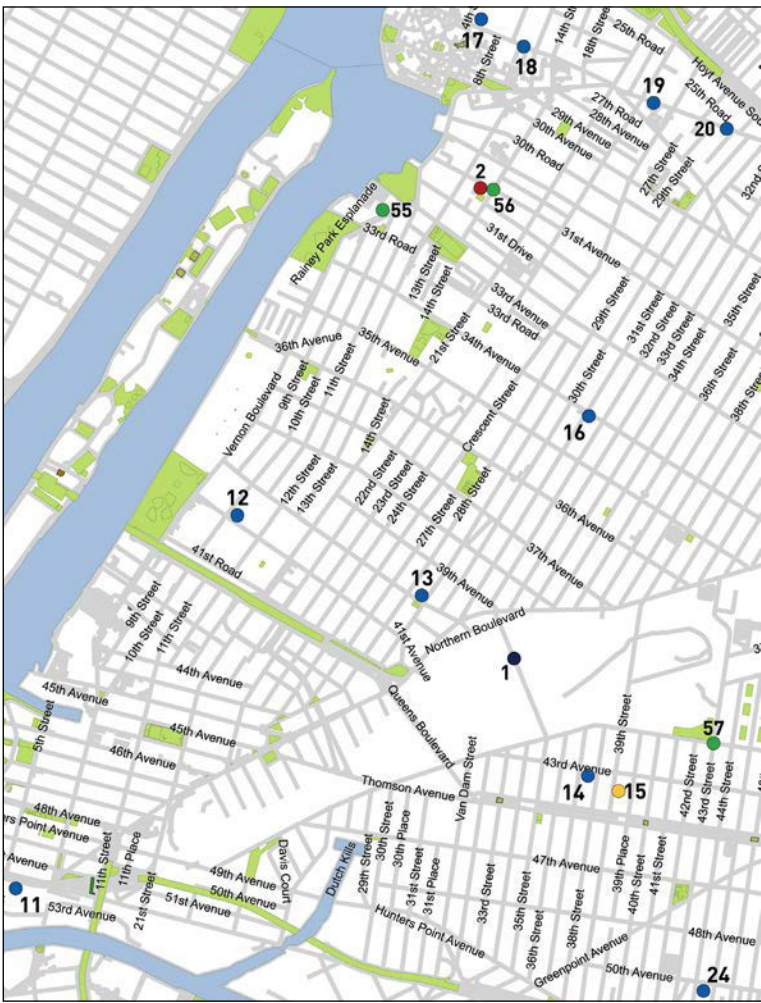 4th S
17
8th Street
14th Str
18th Street
25th Road
Hoyt Avenue Sou
18
19
25th Road
27th Road
28th Avenue
29th Avenue
30th Avenue
30th Road
20
27th Street
29th Street
32nd S
2
56
Rainey Park Esplanade
55
33rd Road
31st Drive
31st Avenue
13th Street
14th Street
33rd Avenue
33rd Road
29th Street
31st Street
32nd Street
33rd Street
34th Street
35th Street
36th Street
38th Street
36th Avenue
35th Avenue
21st Street
34th Avenue
11th Street
9th Street
10th Street
Vernon Boulevard
14th Street
Crescent Street
30th Street
16
12th Street
13th Street
22nd Street
23rd Street
24th Street
27th Street
28th Street
36th Avenue
12
37th Avenue
41st Road
13
39th Avenue
9th Street
10th Street
11th Street
41st Avenue
Northern Boulevard
1
44th Avenue
45th Avenue
Queens Boulevard
5th Street
45th Avenue
46th Avenue
39th Street
57
Van Dam Street
43rd Avenue
42nd Street
43rd Street
44th Street
Thomson Avenue
14
15
48th Avenue
ers Point Avenue
11th Street
11th Place
21st Street
Davis Court
Dutch Kills
29th Street
30th Street
30th Place
31st Street
31st Place
47th Avenue
39th Place
40th Street
41st Street
49th Avenue
50th Avenue
51st Avenue
t Avenue
11
53rd Avenue
33rd Street
35th Street
36th Street
38th Street
Hunters Point Avenue
Greenpoint Avenue
48th Avenue
50th Avenue
24